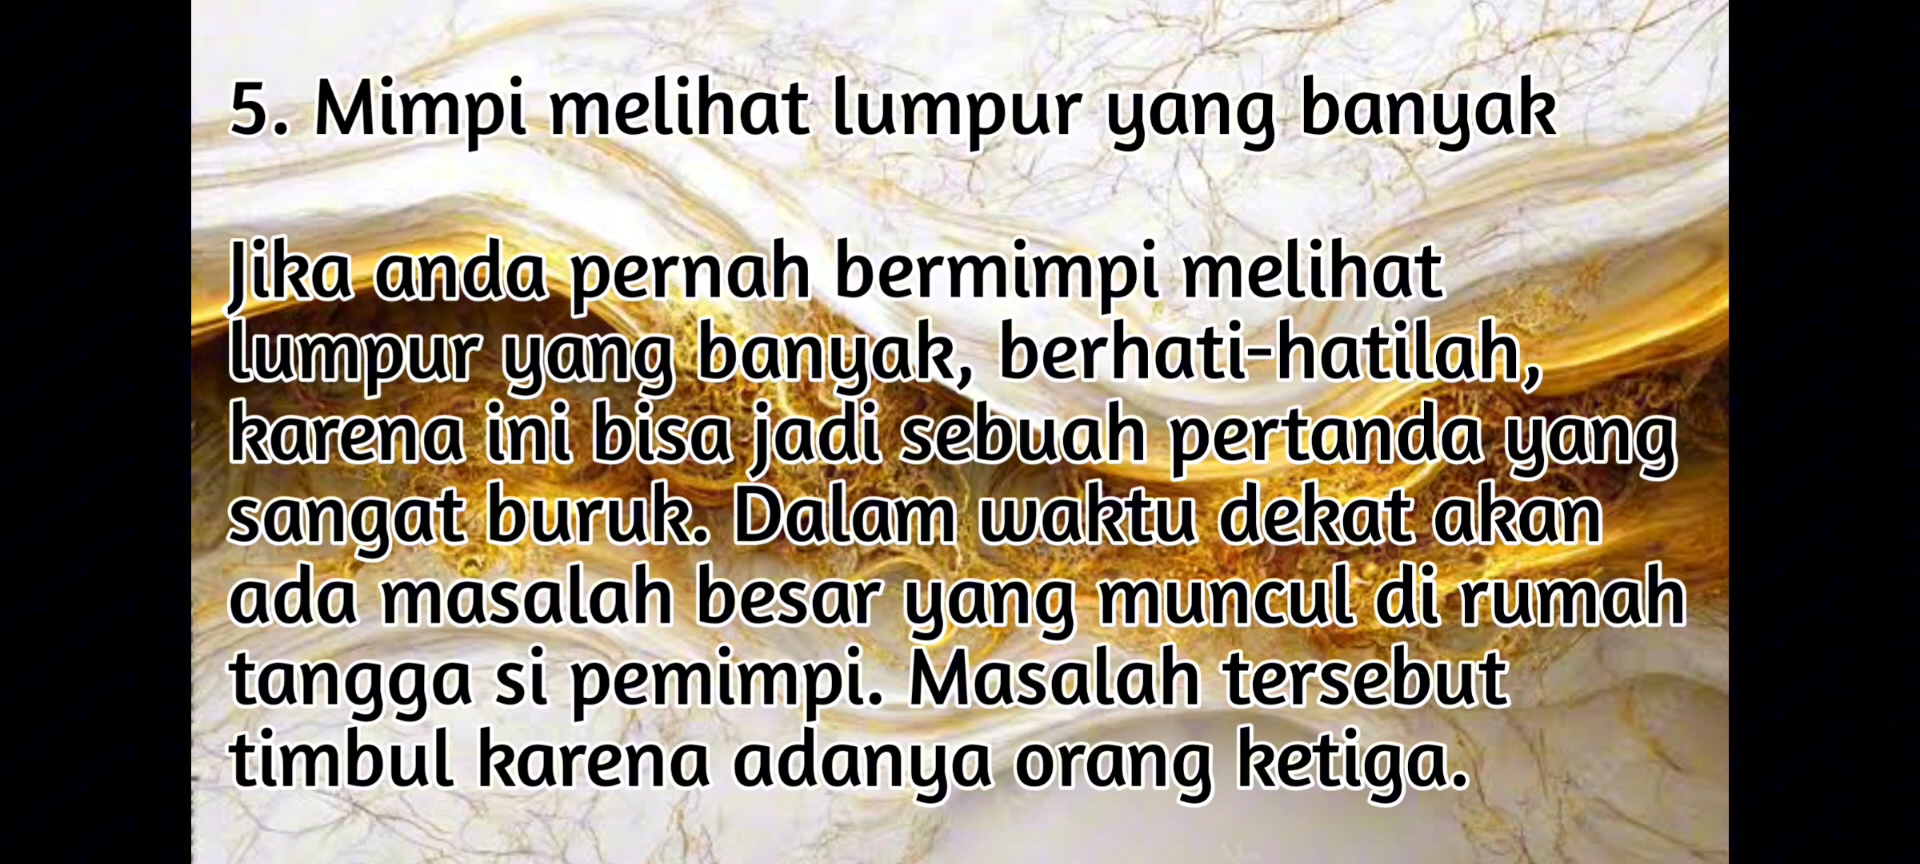 5. Mimpi melihat lumpur yang banyak
Jika anda pernah bermimpi melihat
lumpur yang banyak, berhati-hatilah,
karena ini bisa jadi sebuah pertanda yang
sangat buruk. Dalam waktu dekat akan
ada masalah besar yang muncul di rumah
tangga si pemimpi. Masalah tersebut
timbul karena adanya orang ketiga.